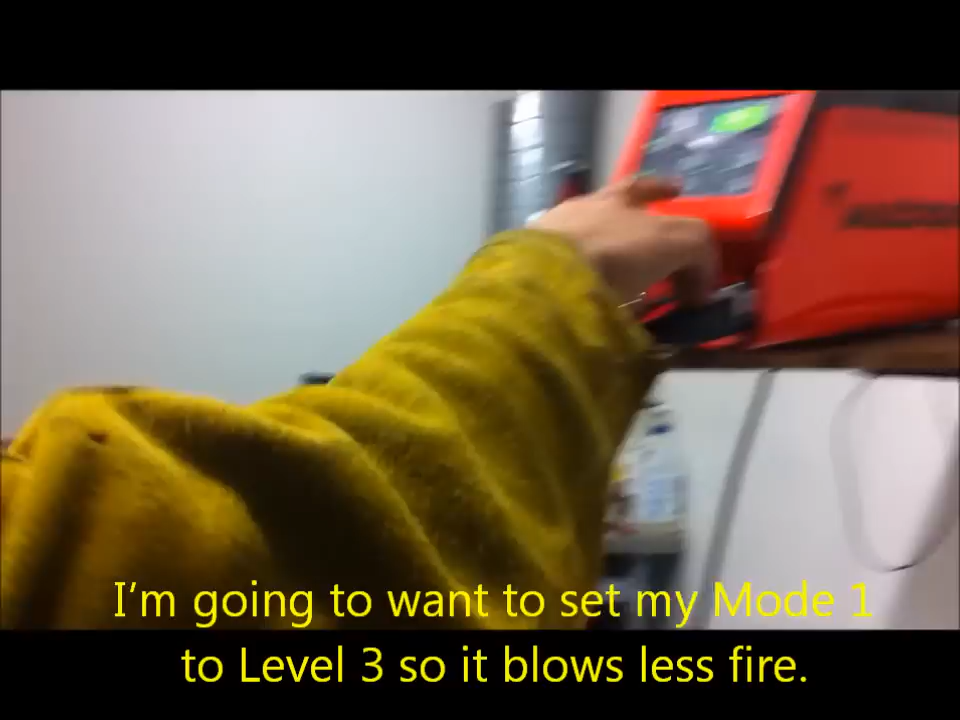 I'm going to want to set my Mode 1
to Level 3 so it blows less fire.